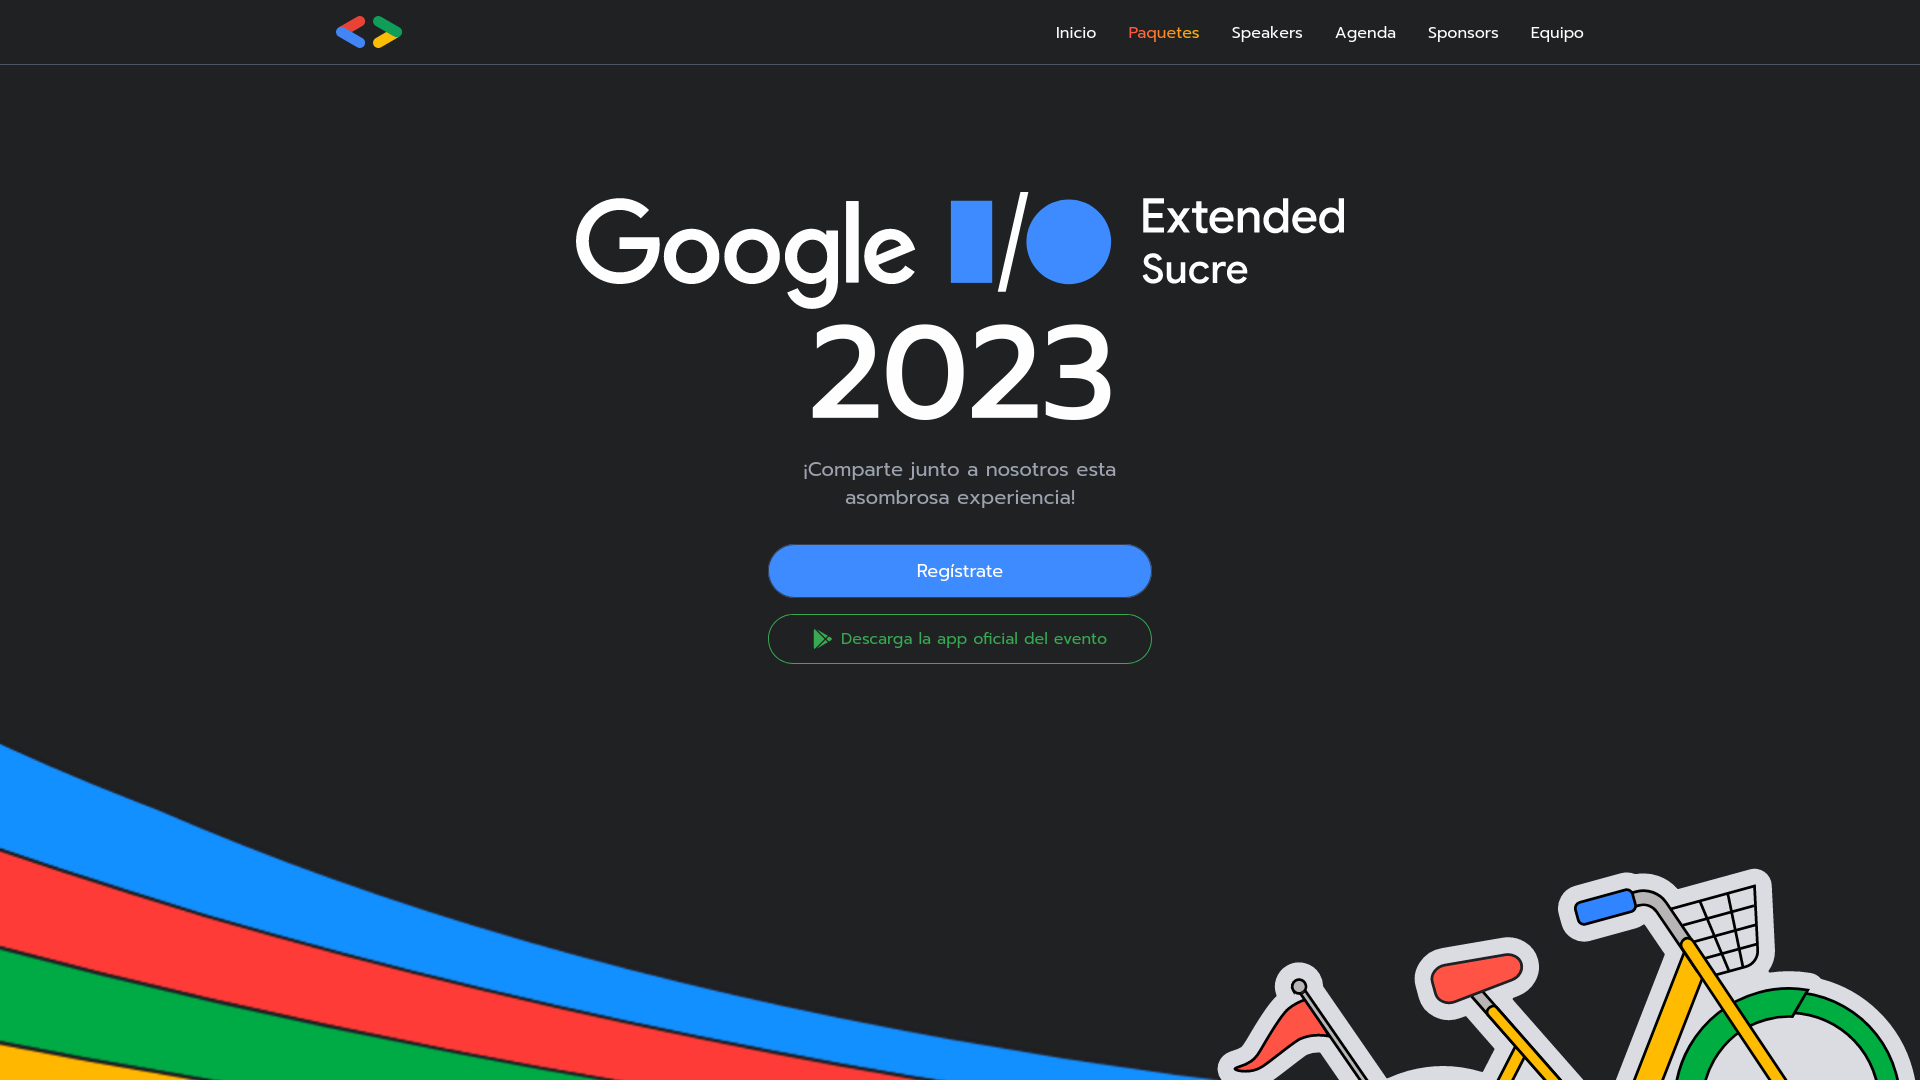 Inicio Paquetes Speakers Agenda Sponsors Equipo
Google I/O Extended
Sucre
2023
¡Comparte junto a nosotros esta
asombrosa experiencia!
Regístrate
Descarga la app oficial del evento